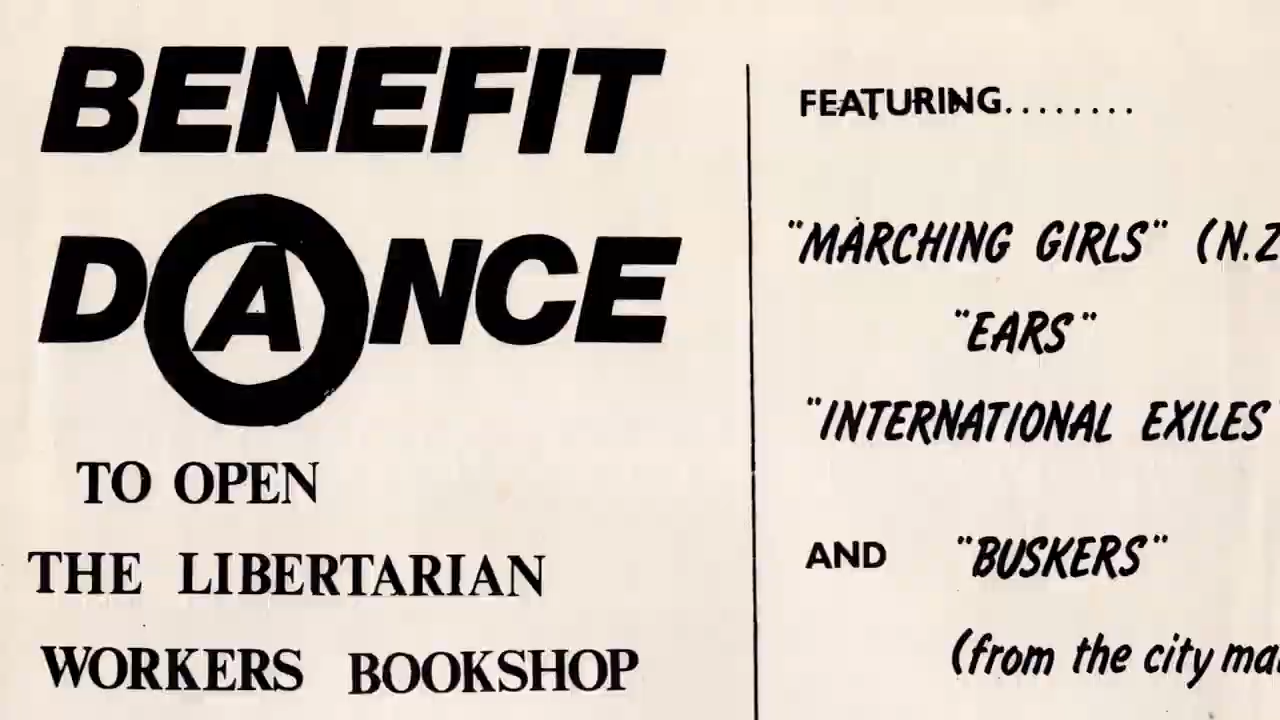 BENEFIT
DANCE
TO OPEN
THE LIBERTARIAN
WORKERS BOOKSHOP
FEATURING........
"MARCHING GIRLS" (N.Z
"EARS"
"INTERNATIONAL EXILES"
AND "BUSKERS"
(from the city